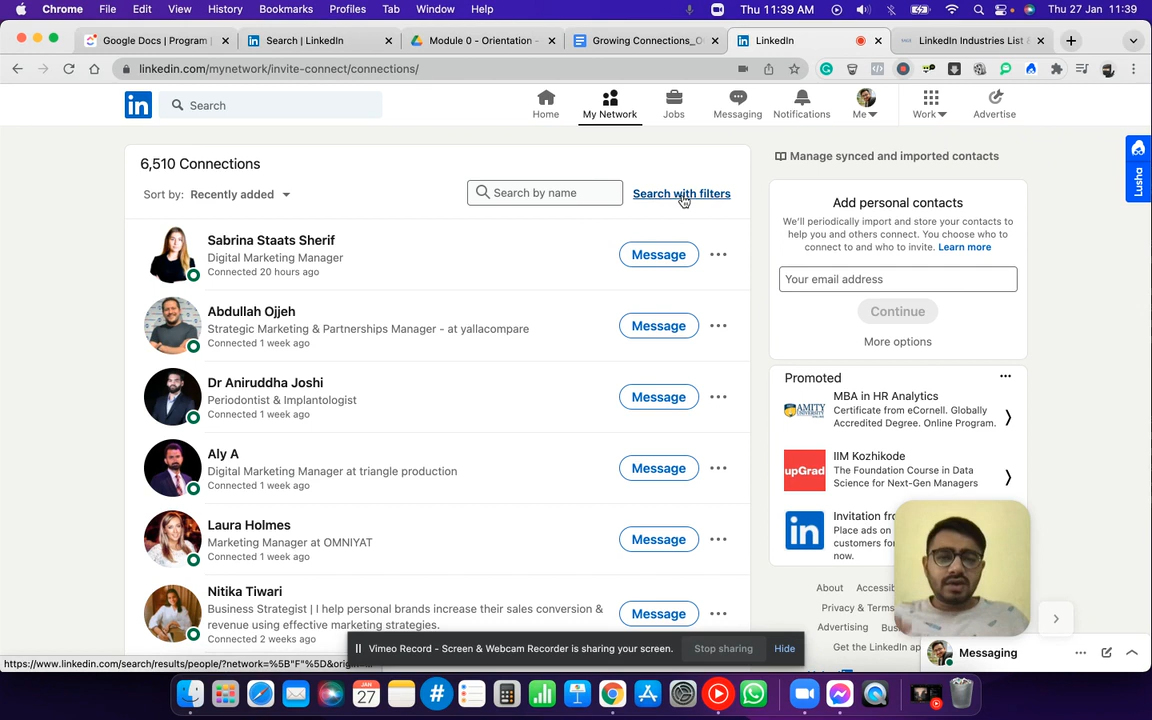 Chrome File Edit View History Bookmarks Profiles Tab Window Help Thu 11:39 AM Thu 27 Jan 11:39
Google Docs | Program Search | LinkedIn Module 0 - Orientation - Growing Connections_O LinkedIn LinkedIn Industries List &
linkedin.com/mynetwork/invite-connect/connections/
in Search Home My Network Jobs Messaging Notifications Me Work Advertise
6,510 Connections
Sort by: Recently added Search by name Search with filters
Sabrina Staats Sherif
Digital Marketing Manager
Connected 20 hours ago
Message
Abdullah Ojjeh
Strategic Marketing & Partnerships Manager - at yallacompare
Connected 1 week ago
Message
Dr Aniruddha Joshi
Periodontist & Implantologist
Connected 1 week ago
Message
Aly A
Digital Marketing Manager at triangle production
Connected 1 week ago
Message
Laura Holmes
Marketing Manager at OMNIYAT
Connected 1 week ago
Message
Nitika Tiwari
Business Strategist | I help personal brands increase their sales conversion &
revenue using effective marketing strategies.
Connected 2 weeks ago
Message
Manage synced and imported contacts
Add personal contacts
We'll periodically import and store your contacts to
help you and others connect. You choose who to
connect to and who to invite. Learn more
Your email address
Continue
More options
Promoted
AMITY
MBA in HR Analytics
Certificate from eCornell. Globally
Accredited Degree. Online Program.
upGrad
IIM Kozhikode
The Foundation Course in Data
Science for Next-Gen Managers
in
Invitation
Place ads on
customers
now.
About
Privacy & Terms
Advertising
Get the LinkedIn
Lusha
Messaging
Vimeo Record - Screen & Webcam Recorder is sharing your screen. Stop sharing Hide
https://www.linkedin.com/search/results/people/?network=%5B"F"%5D&
JAN
27